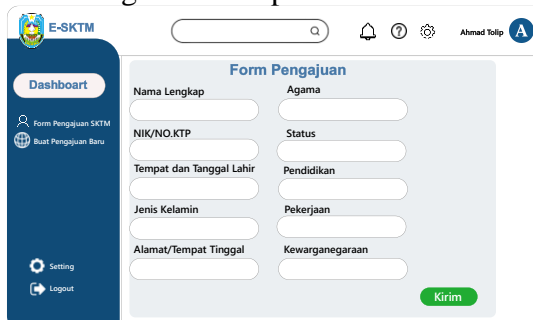 E-SKTM
Ahmad Tolip
A
Dashboart
Form Pengajuan SKTM
Buat Pengajuan Baru
Setting
Logout
Form Pengajuan
Nama Lengkap
Agama
NIK/NO.KTP
Status
Tempat dan Tanggal Lahir
Pendidikan
Jenis Kelamin
Pekerjaan
Alamat/Tempat Tinggal
Kewarganegaraan
Kirim